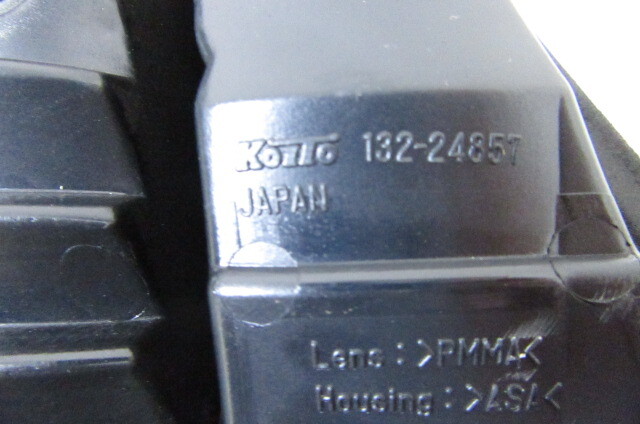 KOITO 132-24857
JAPAN
Lens : >PMMA<
Housing : >ASA<